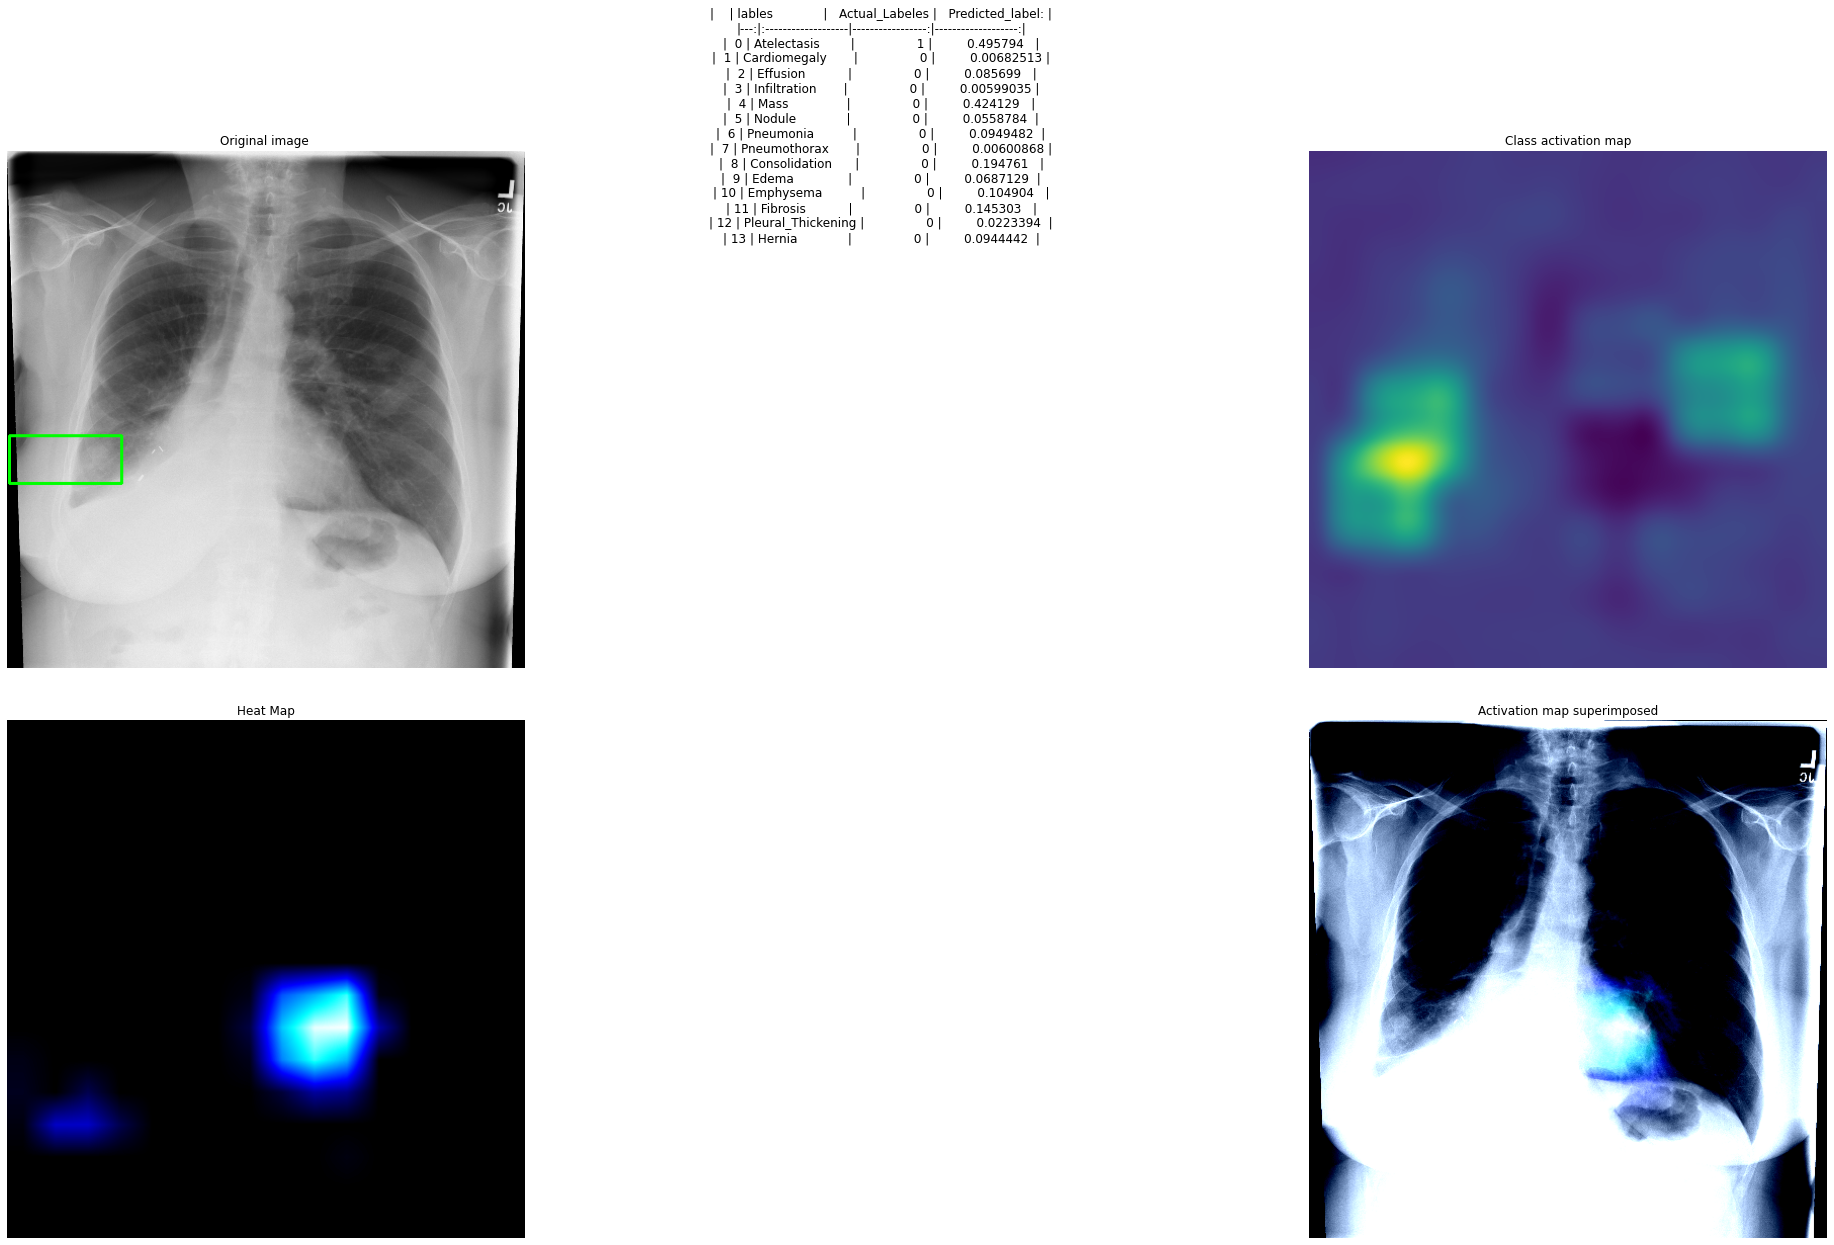 |    | lables             |   Actual_Labeles |   Predicted_label: |
|---:|:-------------------|-----------------:|-------------------:|
|  0 | Atelectasis        |                1 |         0.495794   |
|  1 | Cardiomegaly       |                0 |         0.00682513 |
|  2 | Effusion           |                0 |         0.085699   |
|  3 | Infiltration       |                0 |         0.00599035 |
|  4 | Mass               |                0 |         0.424129   |
|  5 | Nodule             |                0 |         0.0558784  |
|  6 | Pneumonia          |                0 |         0.0949482  |
|  7 | Pneumothorax       |                0 |         0.00600868 |
|  8 | Consolidation      |                0 |         0.194761   |
|  9 | Edema              |                0 |         0.0687129  |
| 10 | Emphysema          |                0 |         0.104904   |
| 11 | Fibrosis           |                0 |         0.145303   |
| 12 | Pleural_Thickening |                0 |         0.0223394  |
| 13 | Hernia             |                0 |         0.0944442  |
Original image
Class activation map
L
Heat Map
Activation map superimposed
L